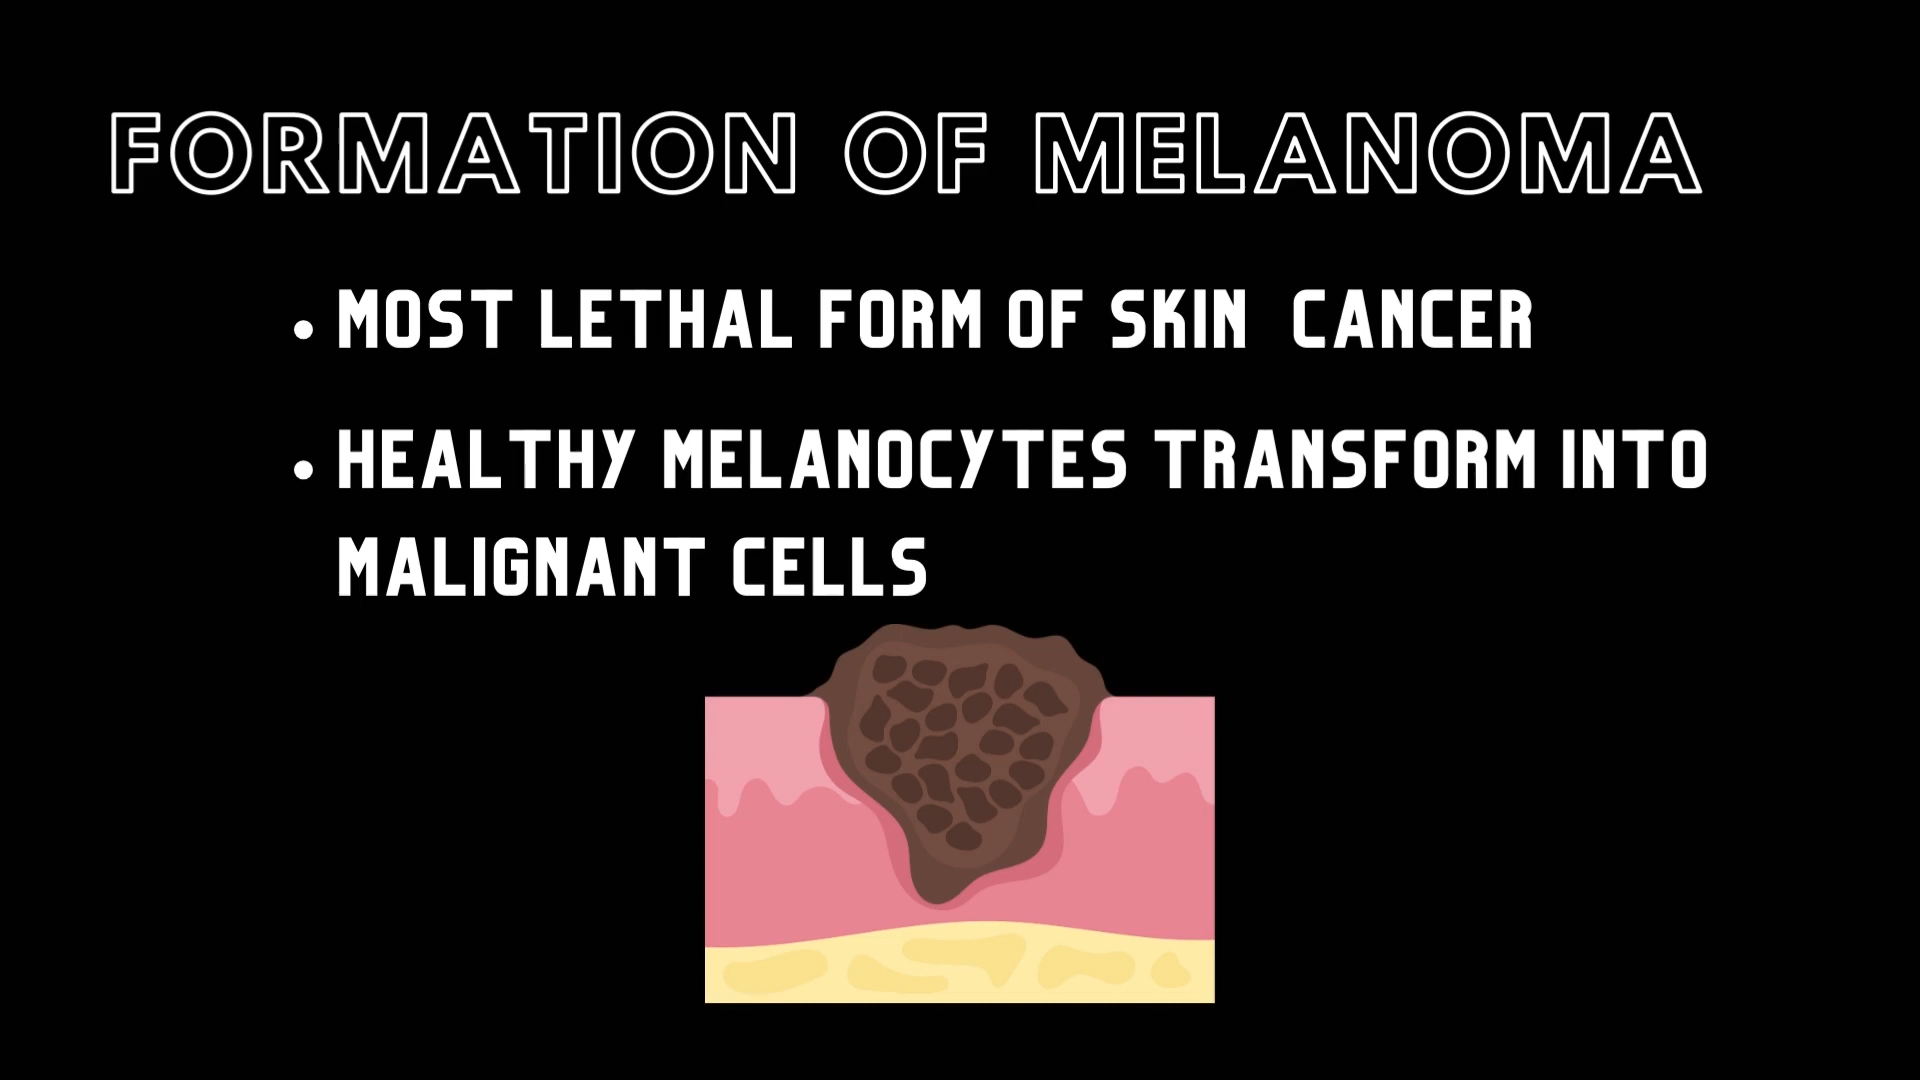 FORMATION OF MELANOMA
• MOST LETHAL FORM OF SKIN CANCER
• HEALTHY MELANOCYTES TRANSFORM INTO
MALIGNANT CELLS